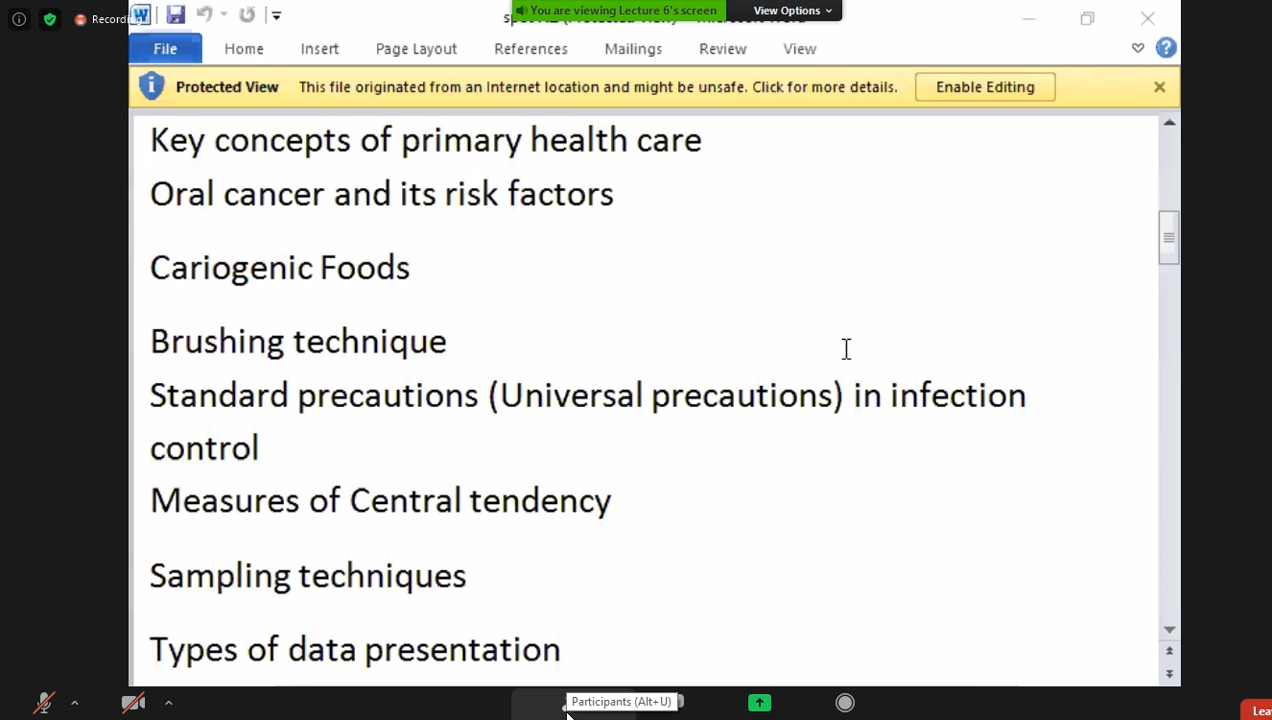 Recording
You are viewing Lecture 6's screen
View Options
File
Home
Insert
Page Layout
References
Mailings
Review
View
Protected View
This file originated from an Internet location and might be unsafe. Click for more details.
Enable Editing
Key concepts of primary health care
Oral cancer and its risk factors
Cariogenic Foods
Brushing technique
Standard precautions (Universal precautions) in infection
control
Measures of Central tendency
Sampling techniques
Types of data presentation
Participants (Alt+U)